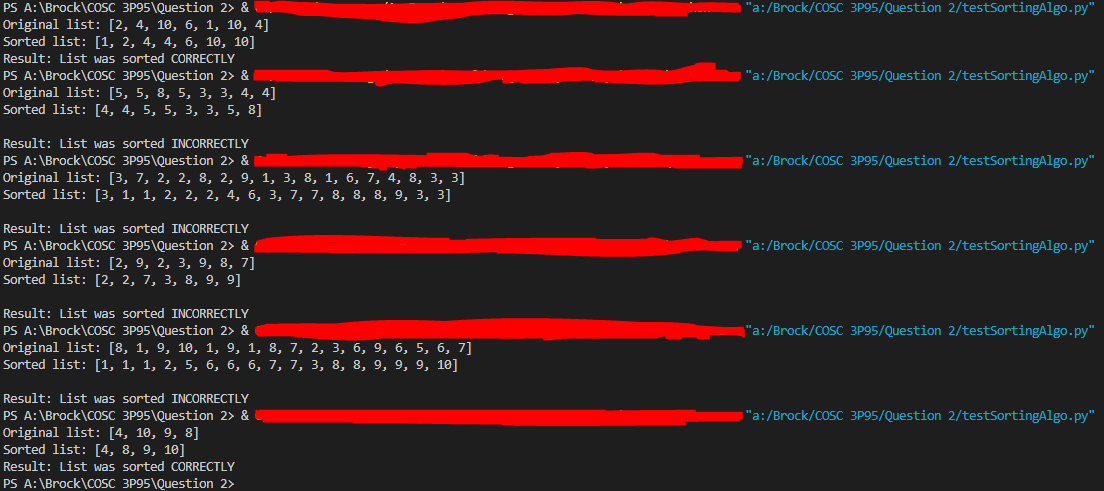 PS A:\Brock\COSC 3P95\Question 2> & "a:/Brock/COSC 3P95/Question 2/testSortingAlgo.py"
Original list: [2, 4, 10, 6, 1, 10, 4]
Sorted list: [1, 2, 4, 4, 6, 10, 10]
Result: List was sorted CORRECTLY
PS A:\Brock\COSC 3P95\Question 2> & "a:/Brock/COSC 3P95/Question 2/testSortingAlgo.py"
Original list: [5, 5, 8, 5, 3, 3, 4, 4]
Sorted list: [4, 4, 5, 5, 3, 3, 5, 8]
Result: List was sorted INCORRECTLY
PS A:\Brock\COSC 3P95\Question 2> & "a:/Brock/COSC 3P95/Question 2/testSortingAlgo.py"
Original list: [3, 7, 2, 2, 8, 2, 9, 1, 3, 8, 1, 6, 7, 4, 8, 3, 3]
Sorted list: [3, 1, 1, 2, 2, 2, 4, 6, 3, 7, 7, 8, 8, 8, 9, 3, 3]
Result: List was sorted INCORRECTLY
PS A:\Brock\COSC 3P95\Question 2> & "a:/Brock/COSC 3P95/Question 2/testSortingAlgo.py"
Original list: [2, 9, 2, 3, 9, 8, 7]
Sorted list: [2, 2, 7, 3, 8, 9, 9]
Result: List was sorted INCORRECTLY
PS A:\Brock\COSC 3P95\Question 2> & "a:/Brock/COSC 3P95/Question 2/testSortingAlgo.py"
Original list: [8, 1, 9, 10, 1, 9, 1, 8, 7, 2, 3, 6, 9, 6, 5, 6, 7]
Sorted list: [1, 1, 1, 2, 5, 6, 6, 6, 7, 7, 3, 8, 8, 9, 9, 9, 10]
Result: List was sorted INCORRECTLY
PS A:\Brock\COSC 3P95\Question 2> & "a:/Brock/COSC 3P95/Question 2/testSortingAlgo.py"
Original list: [4, 10, 9, 8]
Sorted list: [4, 8, 9, 10]
Result: List was sorted CORRECTLY
PS A:\Brock\COSC 3P95\Question 2>